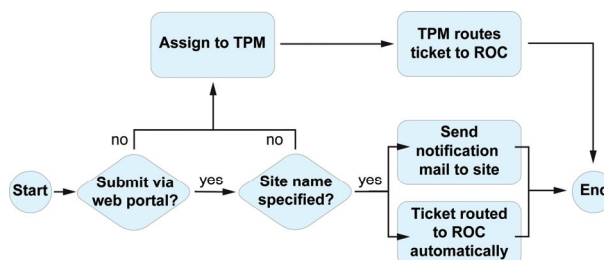 Assign to TPM
TPM routes
ticket to ROC
no
no
Start
Submit via
web portal?
yes
Site name
specified?
yes
Send
notification
mail to site
Ticket routed
to ROC
automatically
End